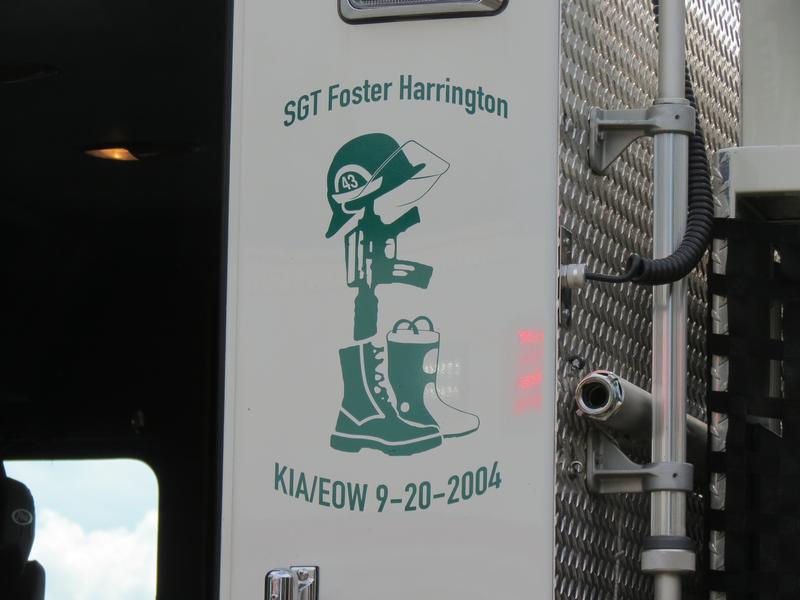 SGT Foster Harrington
43
KIA/EOW 9-20-2004